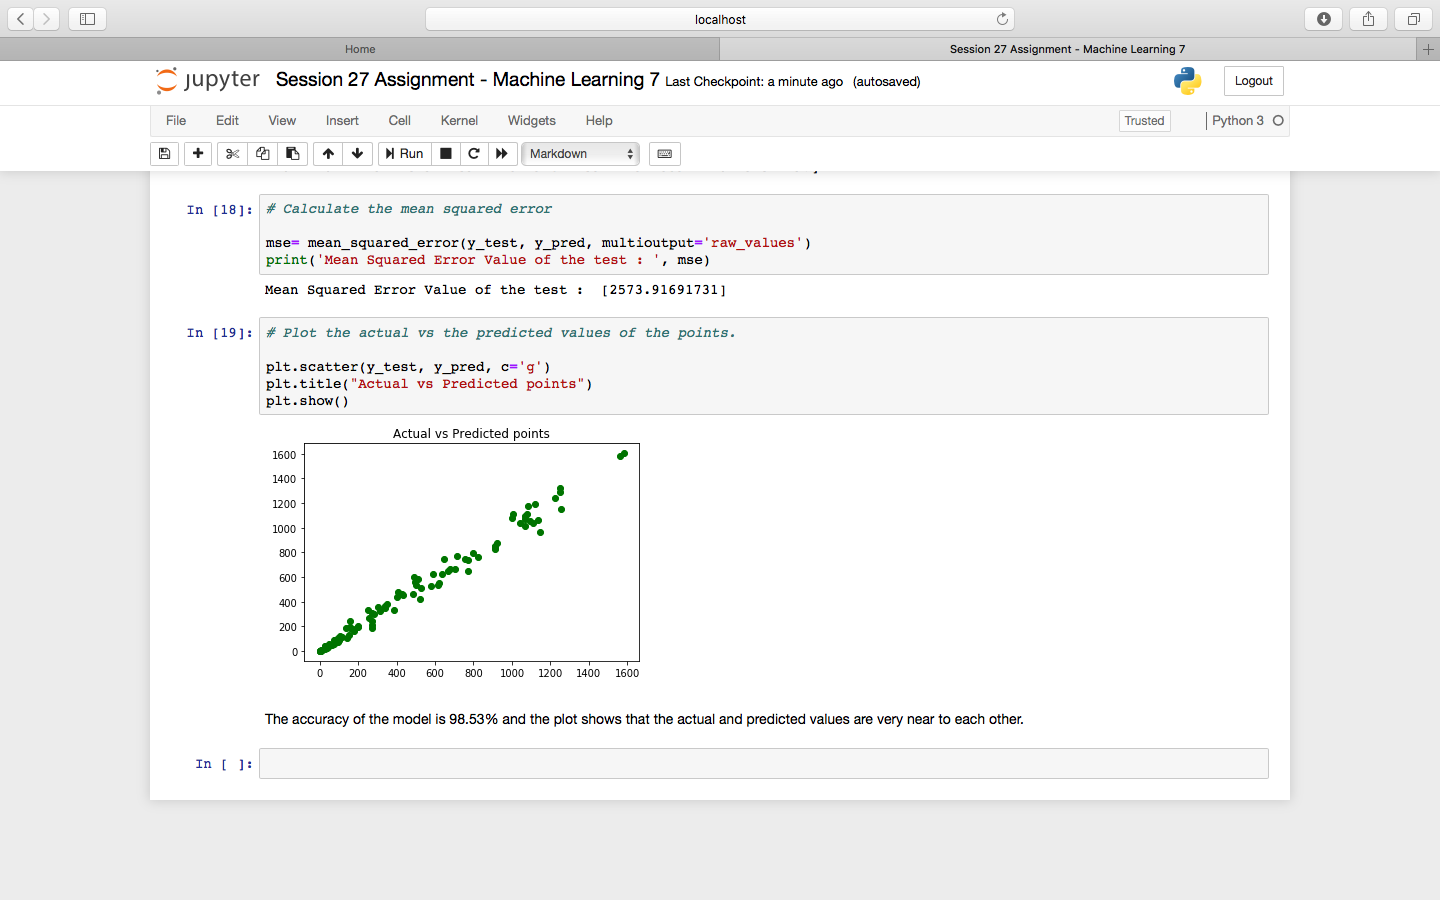 localhost
Home
Session 27 Assignment - Machine Learning 7
+
jupyter Session 27 Assignment - Machine Learning 7 Last Checkpoint: a minute ago (autosaved)
Logout
File Edit View Insert Cell Kernel Widgets Help
Trusted
Python 3
Run
Markdown
In [18]:
# Calculate the mean squared error
mse= mean_squared_error(y_test, y_pred, multioutput='raw_values')
print('Mean Squared Error Value of the test : ', mse)
Mean Squared Error Value of the test :  [2573.91691731]
In [19]:
# Plot the actual vs the predicted values of the points.
plt.scatter(y_test, y_pred, c='g')
plt.title("Actual vs Predicted points")
plt.show()
Actual vs Predicted points
1600
1400
1200
1000
800
600
400
200
0
0 200 400 600 800 1000 1200 1400 1600
The accuracy of the model is 98.53% and the plot shows that the actual and predicted values are very near to each other.
In [ ]: